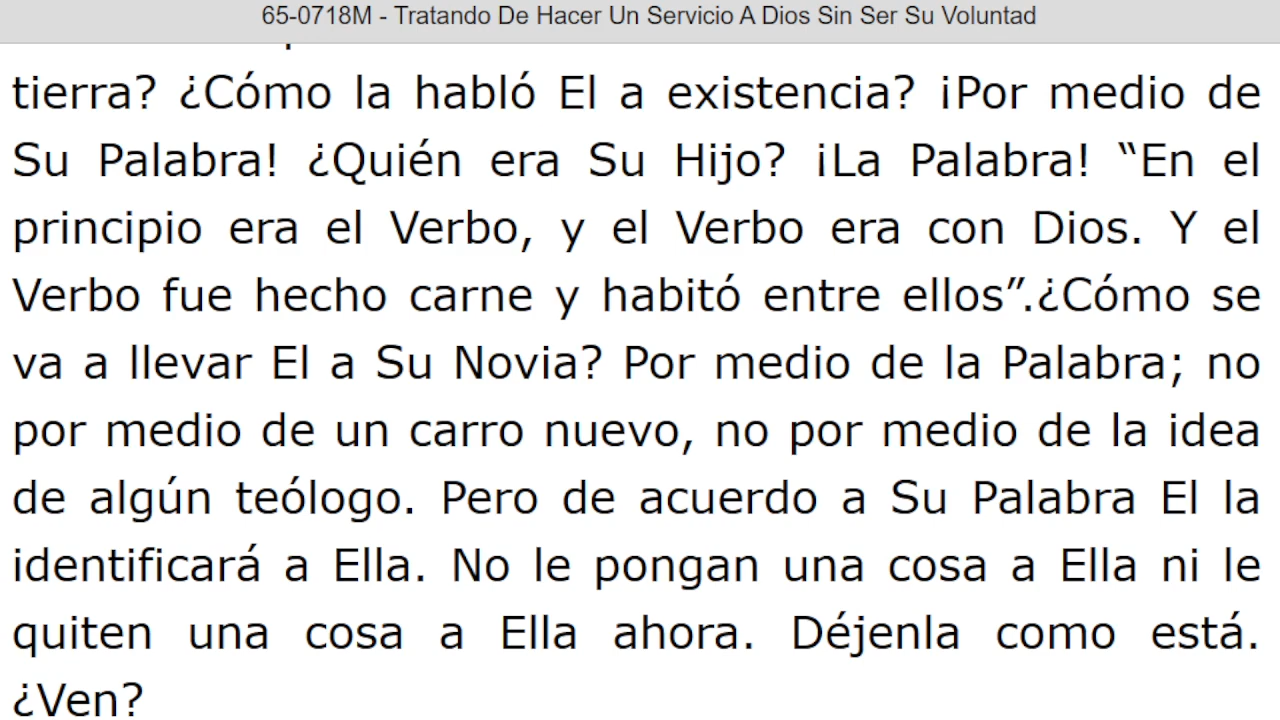 65-0718M - Tratando De Hacer Un Servicio A Dios Sin Ser Su Voluntad
tierra? ¿Cómo la habló El a existencia? ¡Por medio de
Su Palabra! ¿Quién era Su Hijo? ¡La Palabra! “En el
principio era el Verbo, y el Verbo era con Dios. Y el
Verbo fue hecho carne y habitó entre ellos”.¿Cómo se
va a llevar El a Su Novia? Por medio de la Palabra; no
por medio de un carro nuevo, no por medio de la idea
de algún teólogo. Pero de acuerdo a Su Palabra El la
identificará a Ella. No le pongan una cosa a Ella ni le
quiten una cosa a Ella ahora. Déjenla como está.
¿Ven?